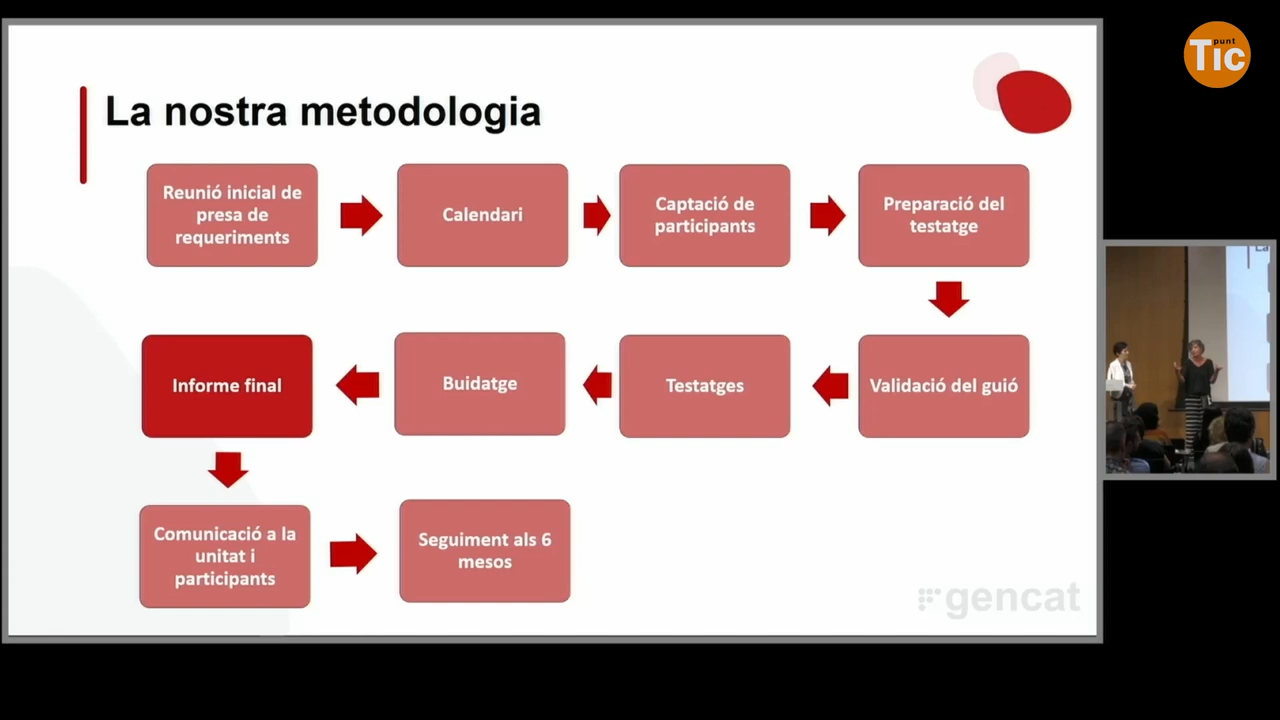 punt
Tic
La nostra metodologia
Reunió inicial de
presa de
requeriments
Calendari
Captació de
participants
Preparació del
testatge
Validació del guió
Testatges
Buidatge
Informe final
Comunicació a la
unitat i
participants
Seguiment als 6
mesos
gencat